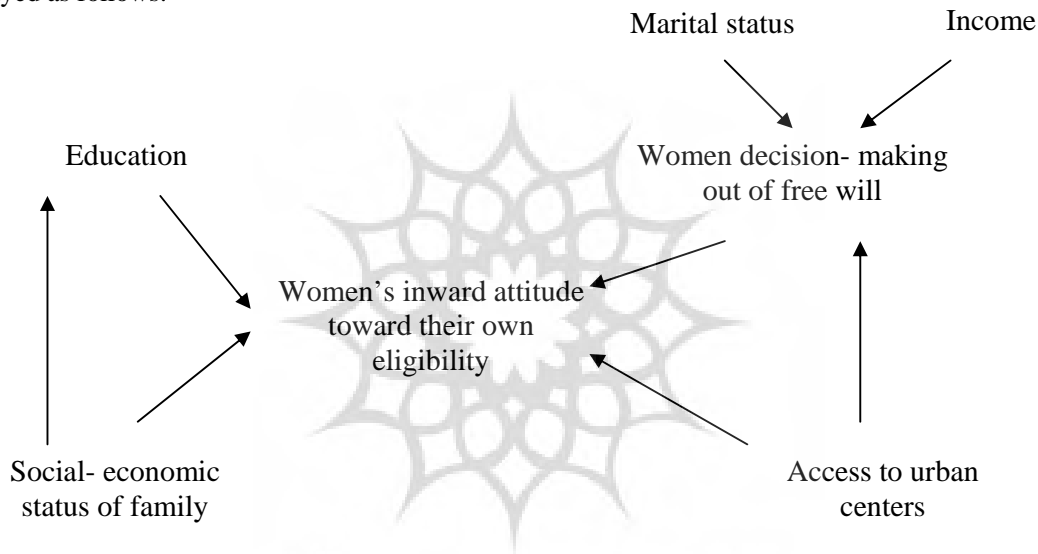 Marital status
Income
Education
Women decision- making
out of free will
Women’s inward attitude
toward their own
eligibility
Social- economic
status of family
Access to urban
centers